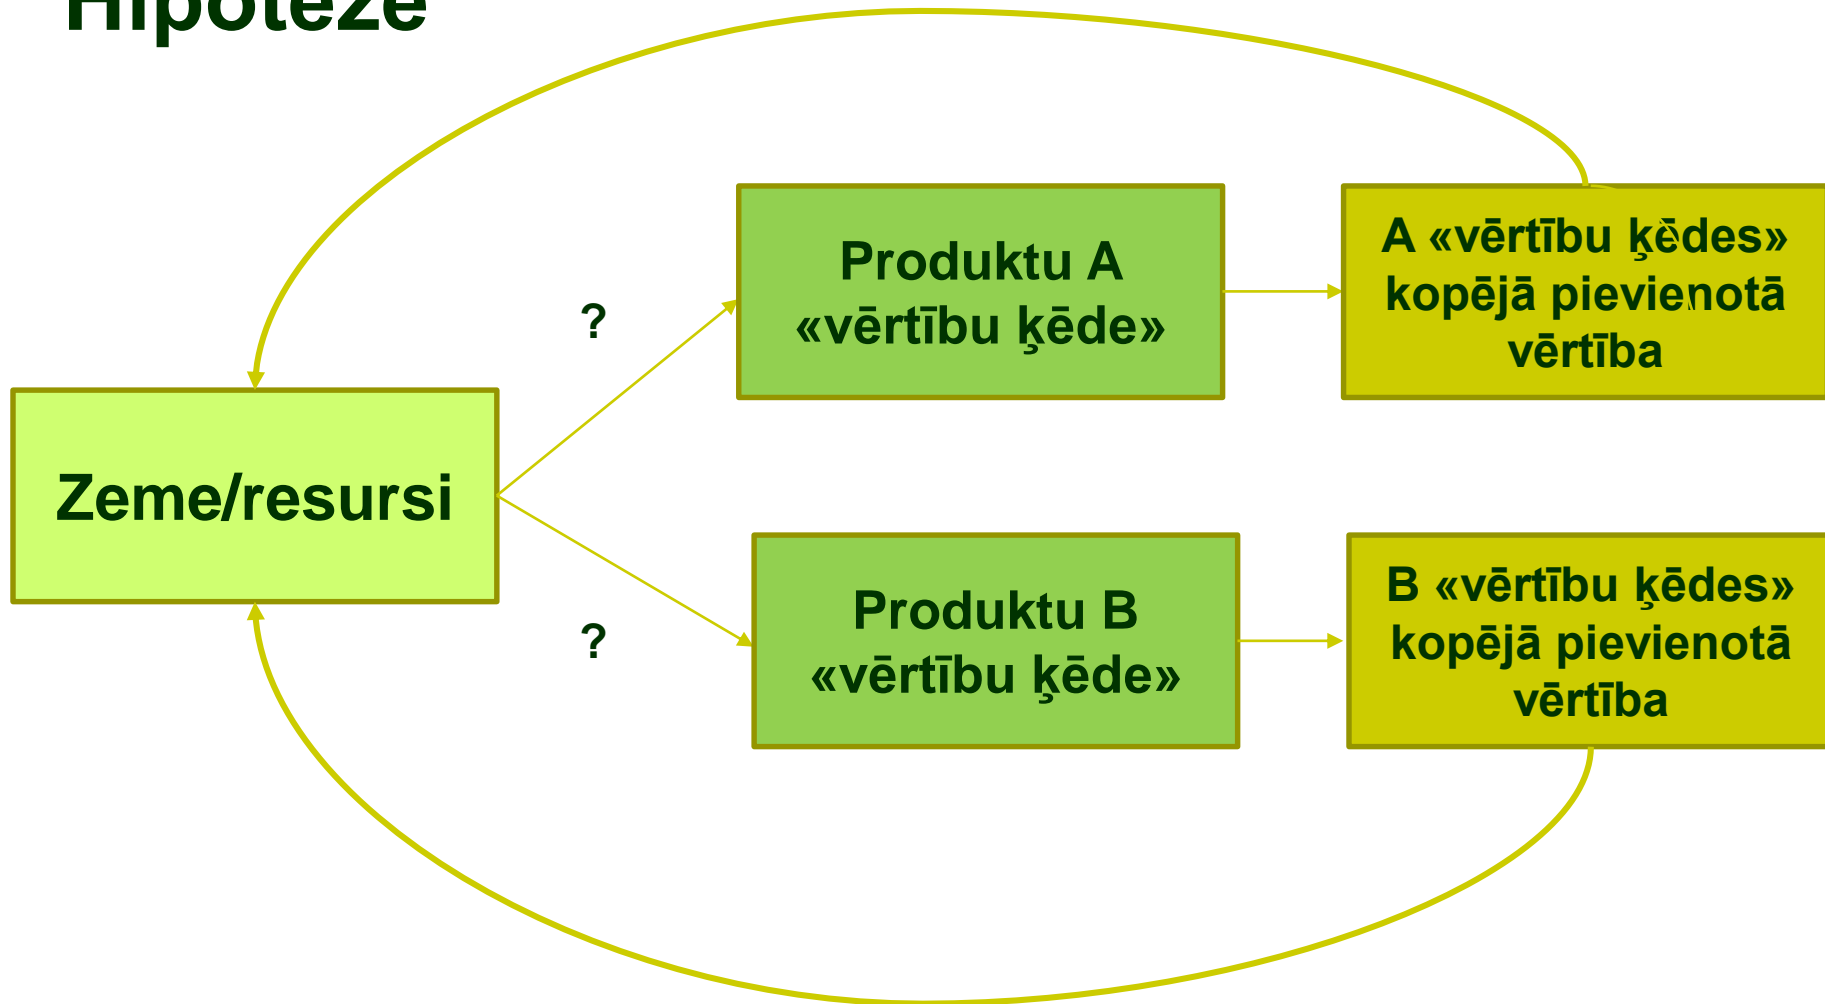 Hipotēze
?
Produktu A
«vērtību ķēde»
A «vērtību ķēdes»
kopējā pievienotā
vērtība
Zeme/resursi
?
Produktu B
«vērtību ķēde»
B «vērtību ķēdes»
kopējā pievienotā
vērtība